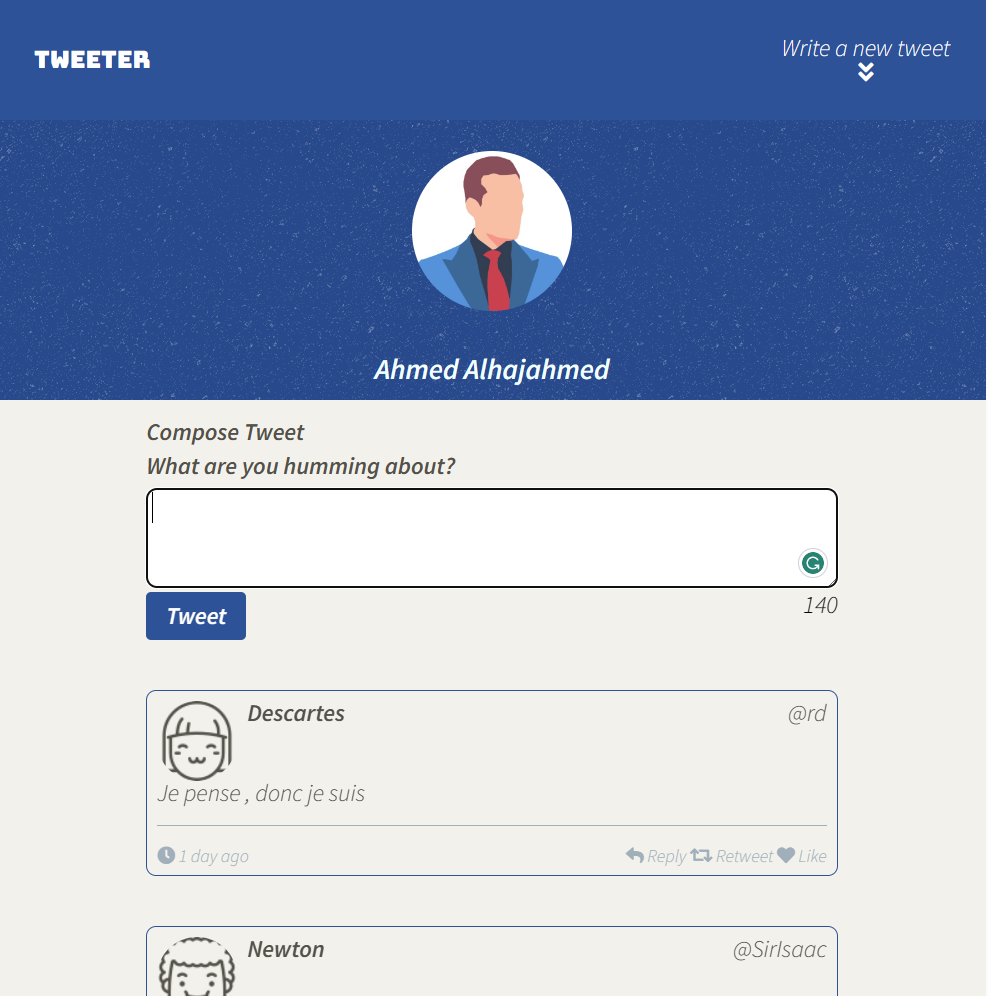 TWEETER
Write a new tweet
Ahmed Alhajahmed
Compose Tweet
What are you humming about?
140
Tweet
Descartes
@rd
Je pense , donc je suis
1 day ago
Reply Retweet Like
Newton
@SirIsaac